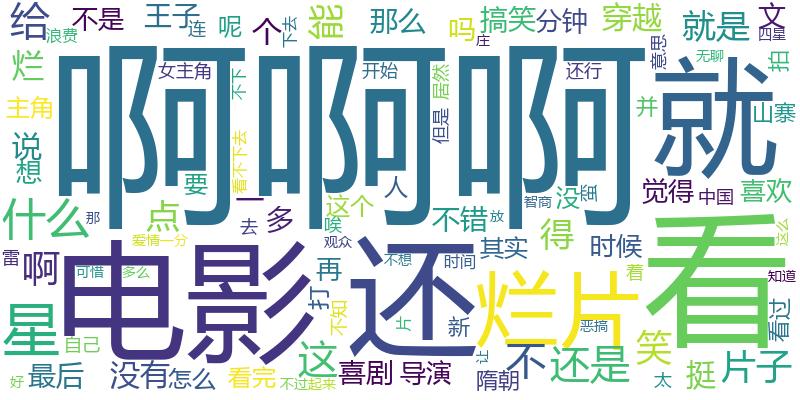 给
浪费
不是
王子
连
呢
个
下去
能
那么
搞笑
吗
庄
分钟
穿越
就是
文
四星
烂
女主角
啊啊啊
开始
居然
还行
意思
无聊
拍
就
主角
不下
但是
并
山寨
说
想
看不下去
要
一
这个
人
智商
没
蛮
觉得
中国
喜欢
什么
那
点
爱情一分
去
多
唉
观众
不错
放
得
这么
雷
啊
可惜
多么
电影
再
还
不想
时间
其实
时候
烂片
着
看
知道
星
自己
打
不知
片
新
恶搞
笑
看过
好
最后
没有
怎么
看完
这
不过起来
喜剧
导演
让
隋朝
不
还是
太
挺
片子